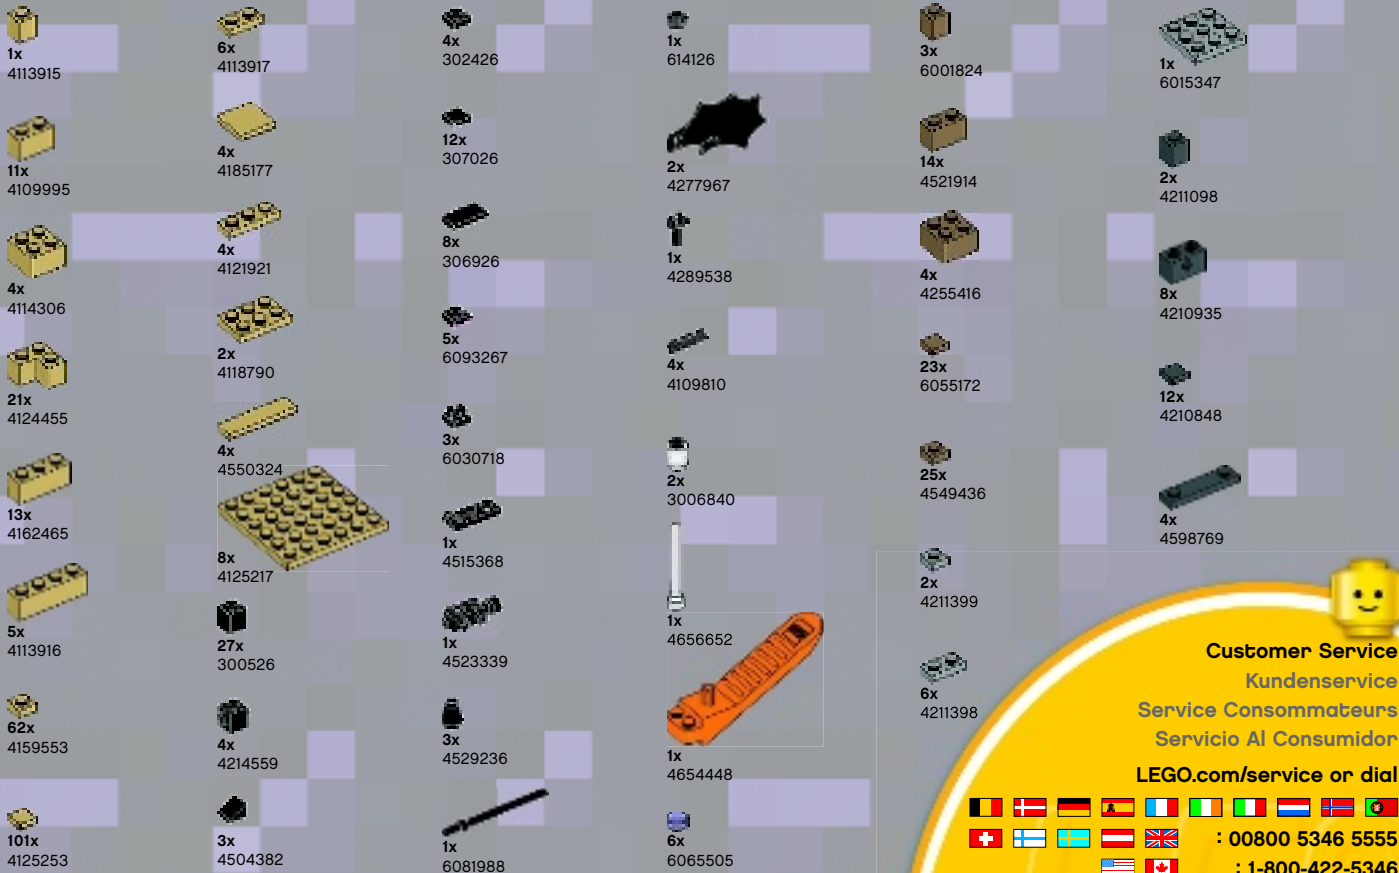 1x
4113915
11x
4109995
4x
4114306
21x
4124455
13x
4162465
5x
4113916
62x
4159553
101x
4125253
6x
4113917
4x
4185177
4x
4121921
2x
4118790
4x
4550324
8x
4125217
27x
300526
4x
4214559
3x
4504382
4x
302426
12x
307026
8x
306926
5x
6093267
3x
6030718
1x
4515368
1x
4523339
3x
4529236
1x
6081988
1x
614126
2x
4277967
1x
4289538
4x
4109810
2x
3006840
1x
4656652
1x
4654448
6x
6065505
3x
6001824
14x
4521914
4x
4255416
23x
6055172
25x
4549436
2x
4211399
6x
4211398
1x
6015347
2x
4211098
8x
4210935
12x
4210848
4x
4598769
Customer Service
Kundenservice
Service Consommateurs
Servicio Al Consumidor
LEGO.com/service or dial
: 00800 5346 5555
: 1-800-422-5346